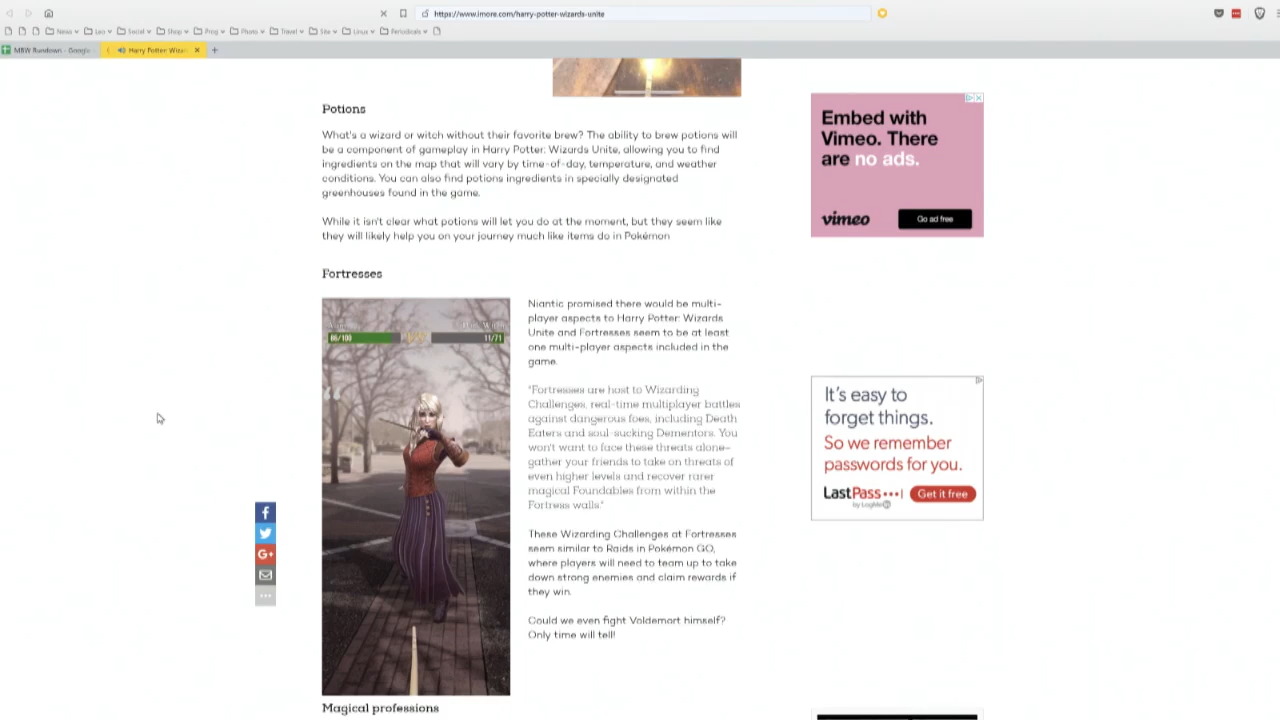 https://www.imore.com/harry-potter-wizards-unite
News
Leo
Social
Shop
Prog
Photo
Travel
Site
Linux
Periodicals
MBW Rundown - Google
Harry Potter: Wizar
Potions
What's a wizard or witch without their favorite brew? The ability to brew potions will
be a component of gameplay in Harry Potter: Wizards Unite, allowing you to find
ingredients on the map that will vary by time-of-day, temperature, and weather
conditions. You can also find potions ingredients in specially designated
greenhouses found in the game.
While it isn't clear what potions will let you do at the moment, but they seem like
they will likely help you on your journey much like items do in Pokémon
Fortresses
86/100
11/71
Niantic promised there would be multi-
player aspects to Harry Potter: Wizards
Unite and Fortresses seem to be at least
one multi-player aspects included in the
game.
"Fortresses are host to Wizarding
Challenges, real-time multiplayer battles
against dangerous foes, including Death
Eaters and soul-sucking Dementors. You
won't want to face these threats alone-
gather your friends to take on threats of
even higher levels and recover rarer
magical Foundables from within the
Fortress walls."
These Wizarding Challenges at Fortresses
seem similar to Raids in Pokémon GO,
where players will need to team up to take
down strong enemies and claim rewards if
they win.
Could we even fight Voldemort himself?
Only time will tell!
Magical professions
Embed with
Vimeo. There
are no ads.
vimeo
Go ad free
It's easy to
forget things.
So we remember
passwords for you.
LastPass
by LogMeIn
Get it free
f
G+